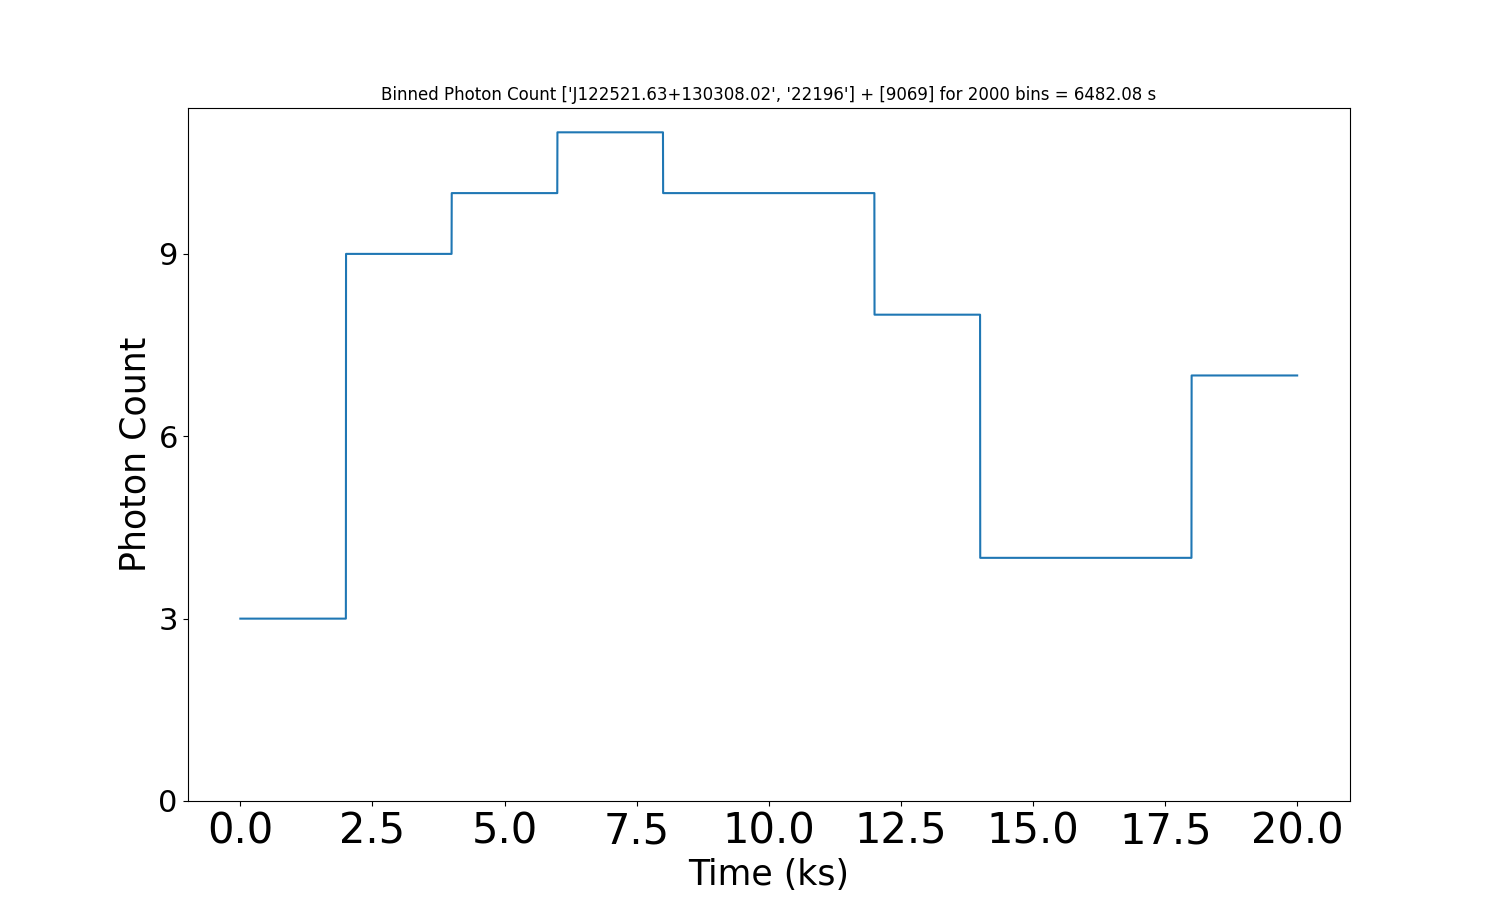 Binned Photon Count ['J122521.63+130308.02', '22196'] + [9069] for 2000 bins = 6482.08 s
Photon Count
9
6
3
0
0.0 2.5 5.0 7.5 10.0 12.5 15.0 17.5 20.0
Time (ks)